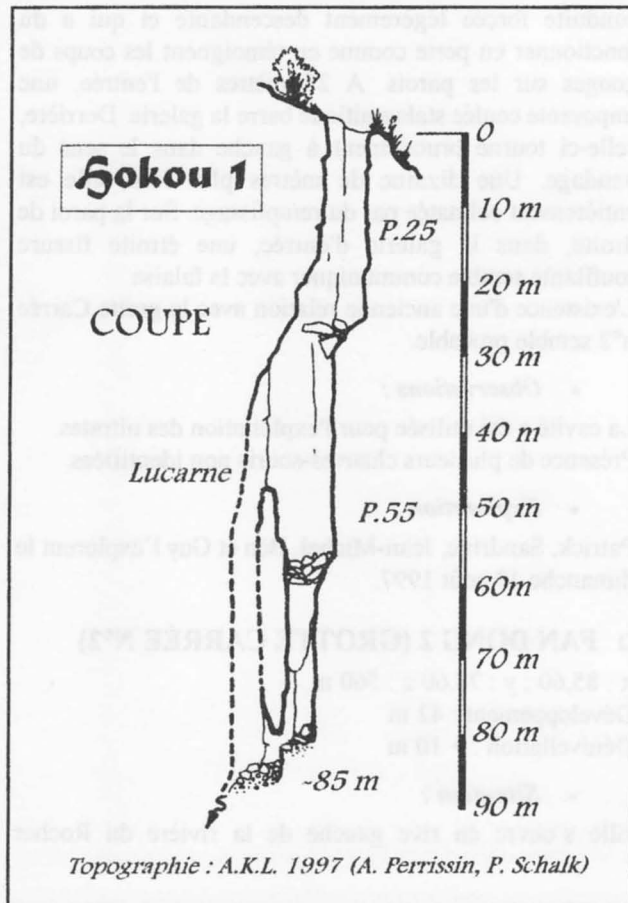 Hokou 1
COUPE
0
10 m
P.25
20 m
30 m
40 m
Lucarne
50 m
P.55
60m
70 m
80 m
~85 m
90 m
Topographie : A.K.L. 1997 (A. Perrissin, P. Schalk)